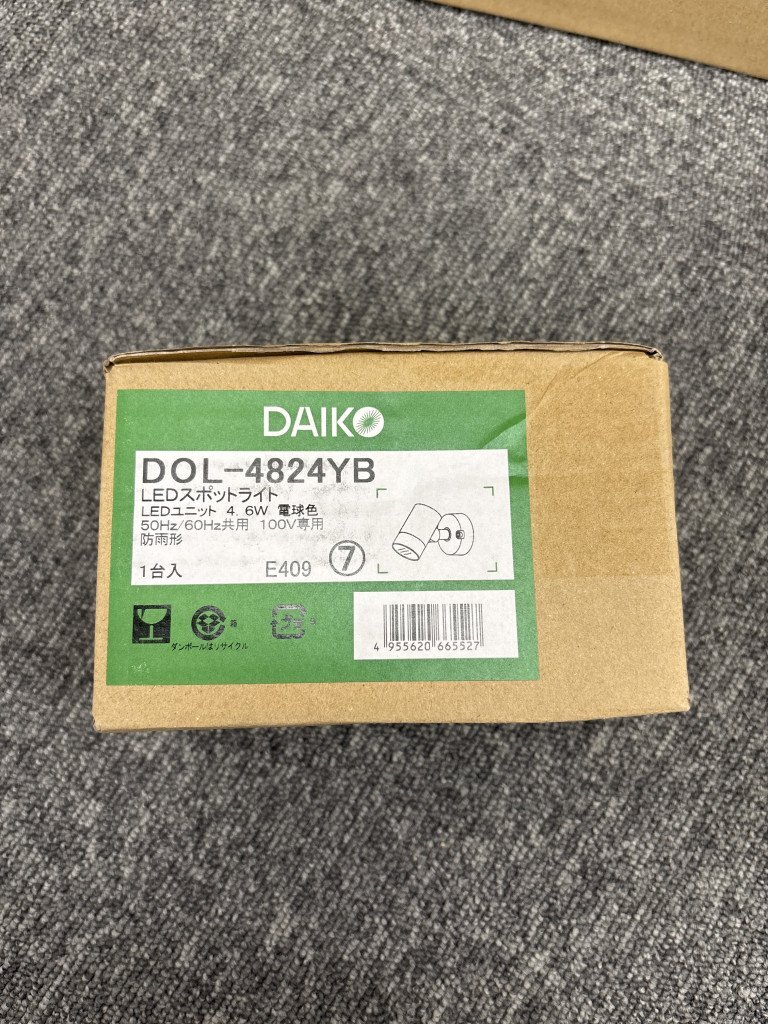 DAIKO
DOL-4824YB
LEDスポットライト
LEDユニット 4.6W 電球色
50Hz/60Hz共用 100V専用
防雨形
1台入 E409 ⑦
ダンボールはリサイクル
4 955620 665527